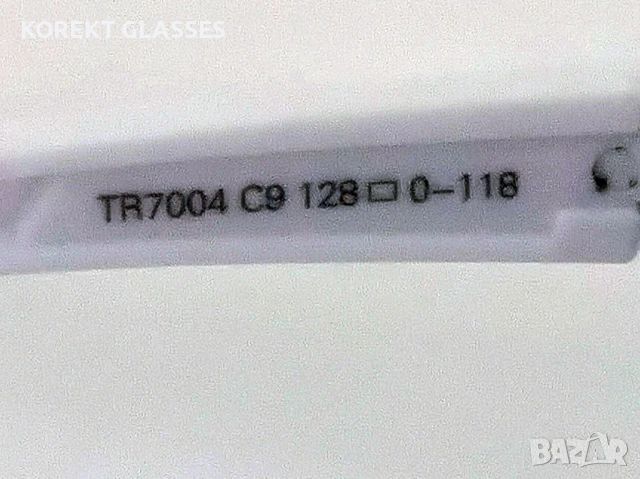 KOREKT GLASSES
TR7004 C9 128▭0-118
BAZAR